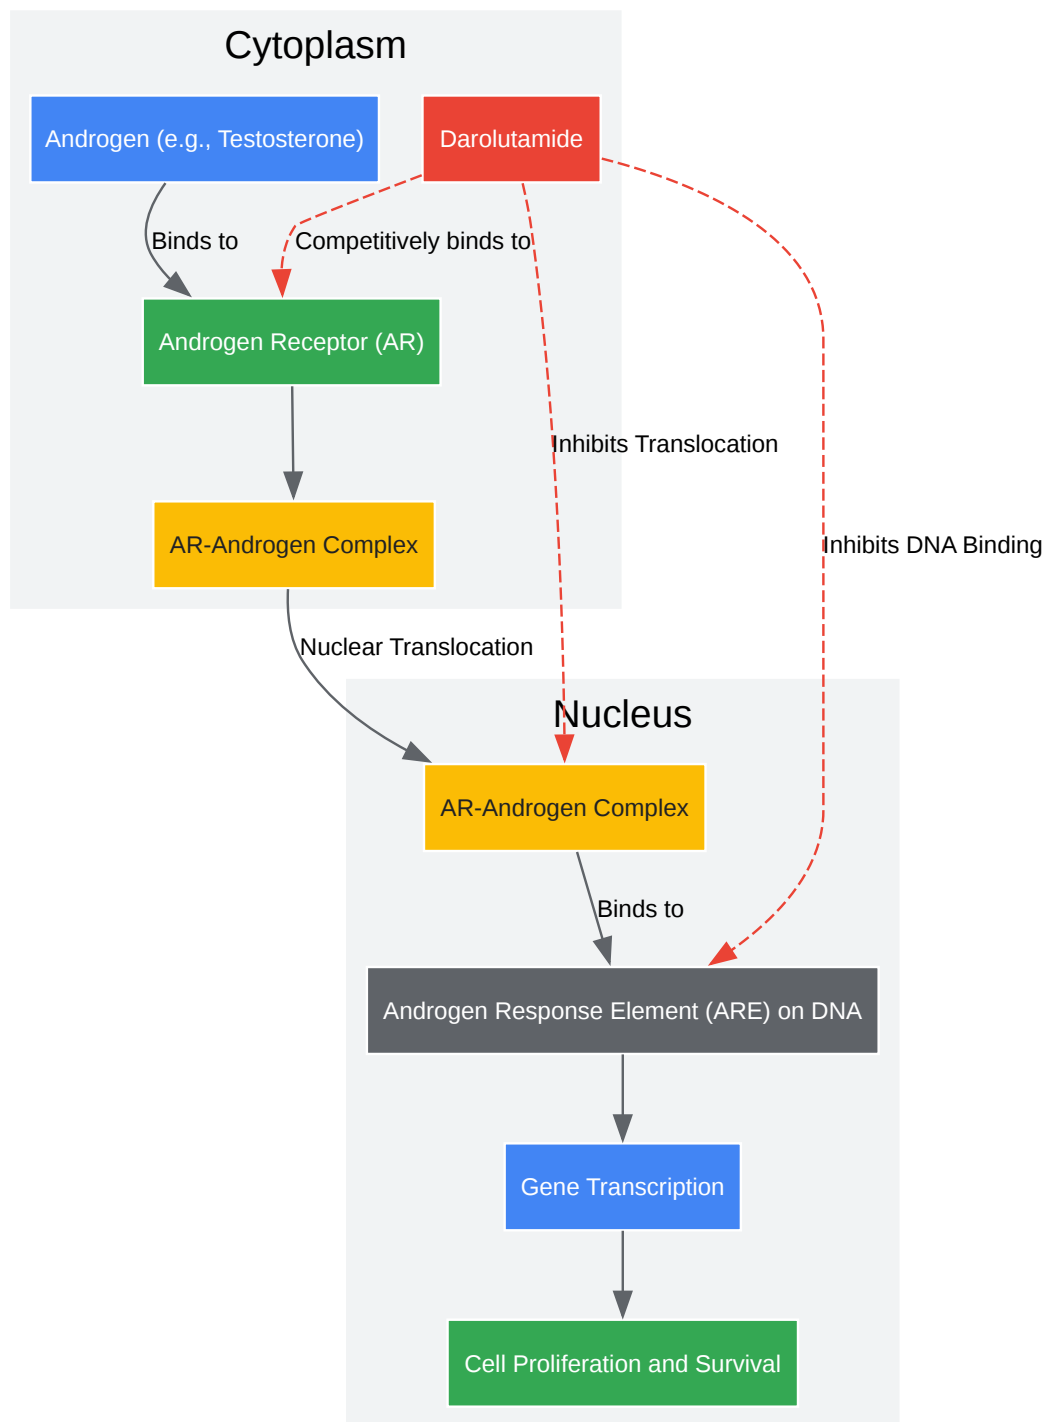 Cytoplasm
Androgen (e.g., Testosterone)
Darolutamide
Binds to
Competitively binds to
Androgen Receptor (AR)
Inhibits Translocation
AR-Androgen Complex
Inhibits DNA Binding
Nuclear Translocation
Nucleus
AR-Androgen Complex
Binds to
Androgen Response Element (ARE) on DNA
Gene Transcription
Cell Proliferation and Survival